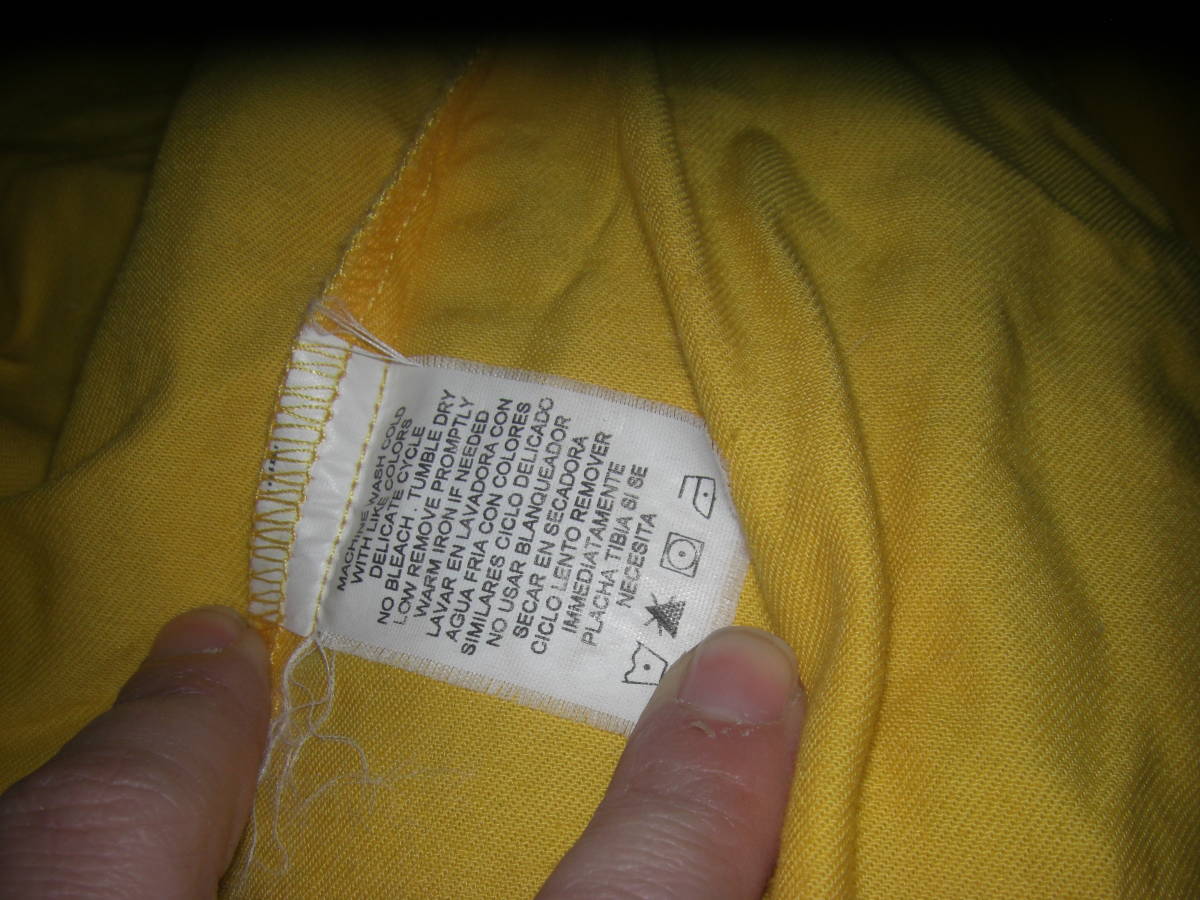 MACHINE WASH COLD
WITH LIKE COLORS
DELICATE CYCLE
NO BLEACH . TUMBLE DRY
LOW REMOVE PROMPTLY
WARM IRON IF NEEDED
LAVAR EN LAVADORA CON
AGUA FRIA CON COLORES
SIMILARES CICLO DELICADO
NO USAR BLANQUEADOR
SECAR EN SECADORA
CICLO LENTO REMOVER
IMMEDIATAMENTE
PLACHA TIBIA SI SE
NECESITA